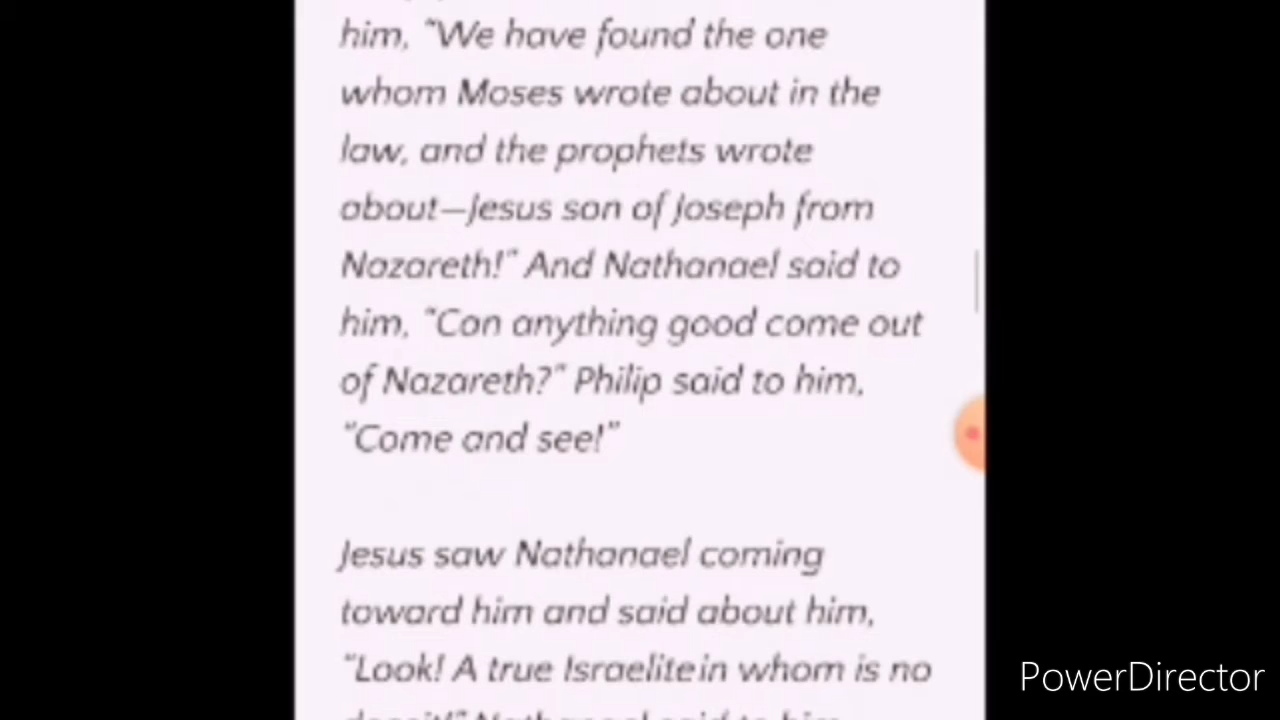 him, "We have found the one
whom Moses wrote about in the
law, and the prophets wrote
about—Jesus son of Joseph from
Nazareth!" And Nathanael said to
him, "Can anything good come out
of Nazareth?" Philip said to him,
"Come and see!"
Jesus saw Nathanael coming
toward him and said about him,
"Look! A true Israelite in whom is no
PowerDirector